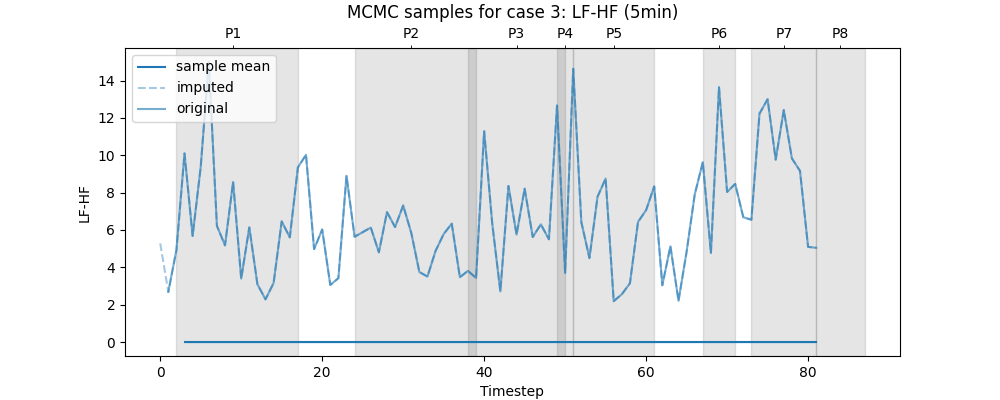 MCMC samples for case 3: LF-HF (5min)
P1 P2 P3 P4 P5 P6 P7 P8
sample mean
imputed
original
14
12
10
8
6
4
2
0
LF-HF
0 20 40 60 80
Timestep